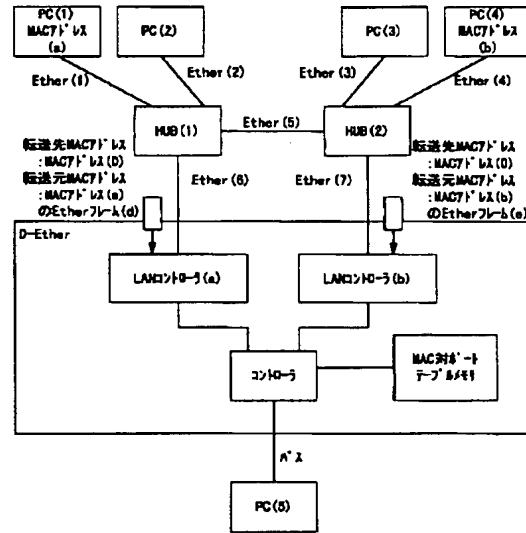 PC(1)
MACアドレス
(a)
PC(2)
PC(3)
PC(4)
MACアドレス
(b)
Ether(1)
Ether(2)
Ether(3)
Ether(4)
HUB(1)
Ether(5)
HUB(2)
転送先MACアドレス
:MACアドレス(D)
転送元MACアドレス
:MACアドレス(a)
のEtherフレーム(d)
Ether(6)
Ether(7)
転送先MACアドレス
:MACアドレス(D)
転送元MACアドレス
:MACアドレス(b)
のEtherフレーム(e)
D-Ether
LANコントローラ(a)
LANコントローラ(b)
コントローラ
MAC対ポート
テーブルメモリ
バス
PC(5)